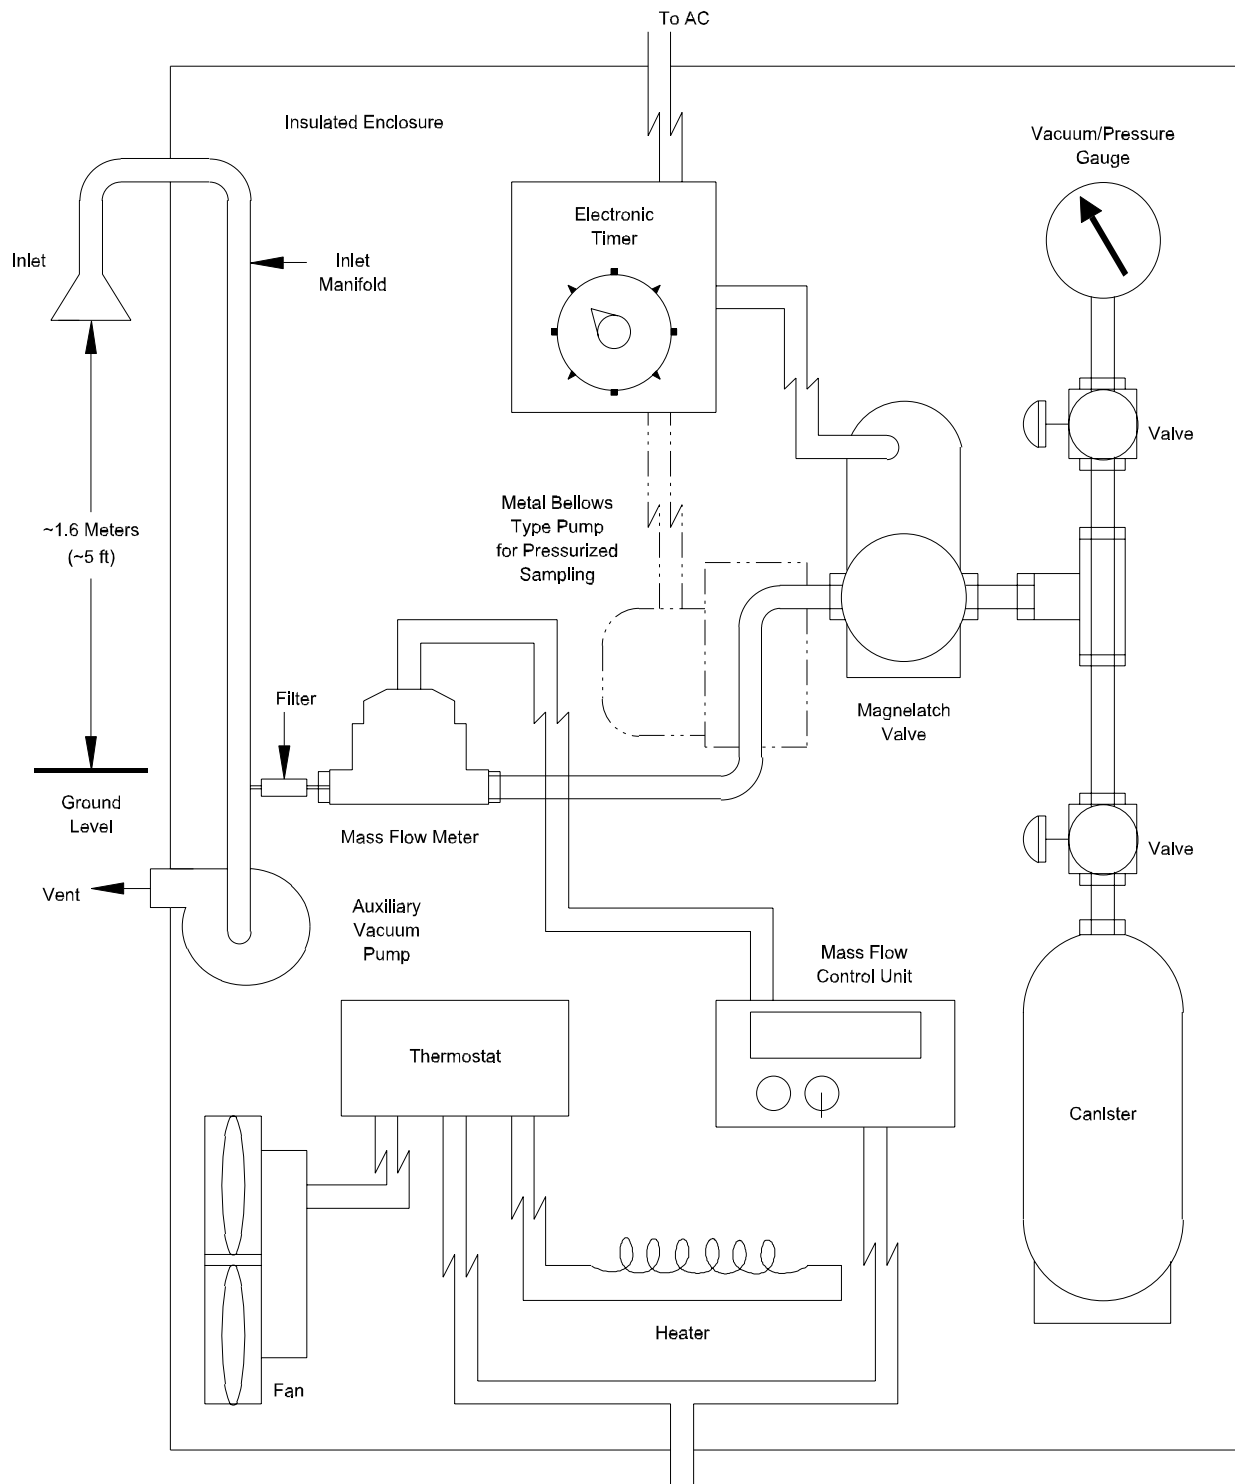 To AC
Insulated Enclosure
Vacuum/Pressure
Gauge
Electronic
Timer
Inlet
Inlet
Manifold
Valve
Metal Bellows
Type Pump
for Pressurized
Sampling
~1.6 Meters
(~5 ft)
Filter
Magnelatch
Valve
Ground
Level
Mass Flow Meter
Valve
Vent
Auxiliary
Vacuum
Pump
Mass Flow
Control Unit
Thermostat
Canister
Heater
Fan